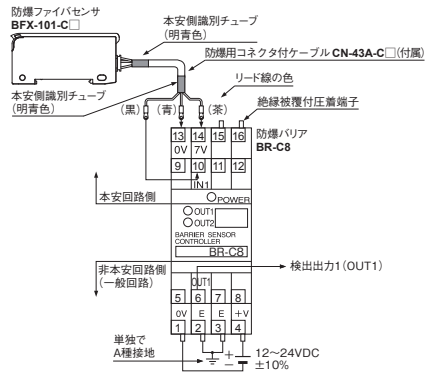 防爆ファイバセンサ
BFX-101-C□
本安側識別チューブ
(明青色)
防爆用コネクタ付ケーブル CN-43A-C□(付属)
本安側識別チューブ
(明青色)
リード線の色
(黒) (青) (茶)
絶縁被覆付圧着端子
13 14 15 16
0V 7V
防爆バリア
BR-C8
9 10 11 12
IN1
本安回路側
POWER
OUT1
OUT2
BARRIER SENSOR
CONTROLLER
BR-C8
非本安回路側
(一般回路)
検出出力1(OUT1)
OUT1
5 6 7 8
0V E E +V
1 2 3 4
単独で
A種接地
+
−
12〜24VDC
±10%